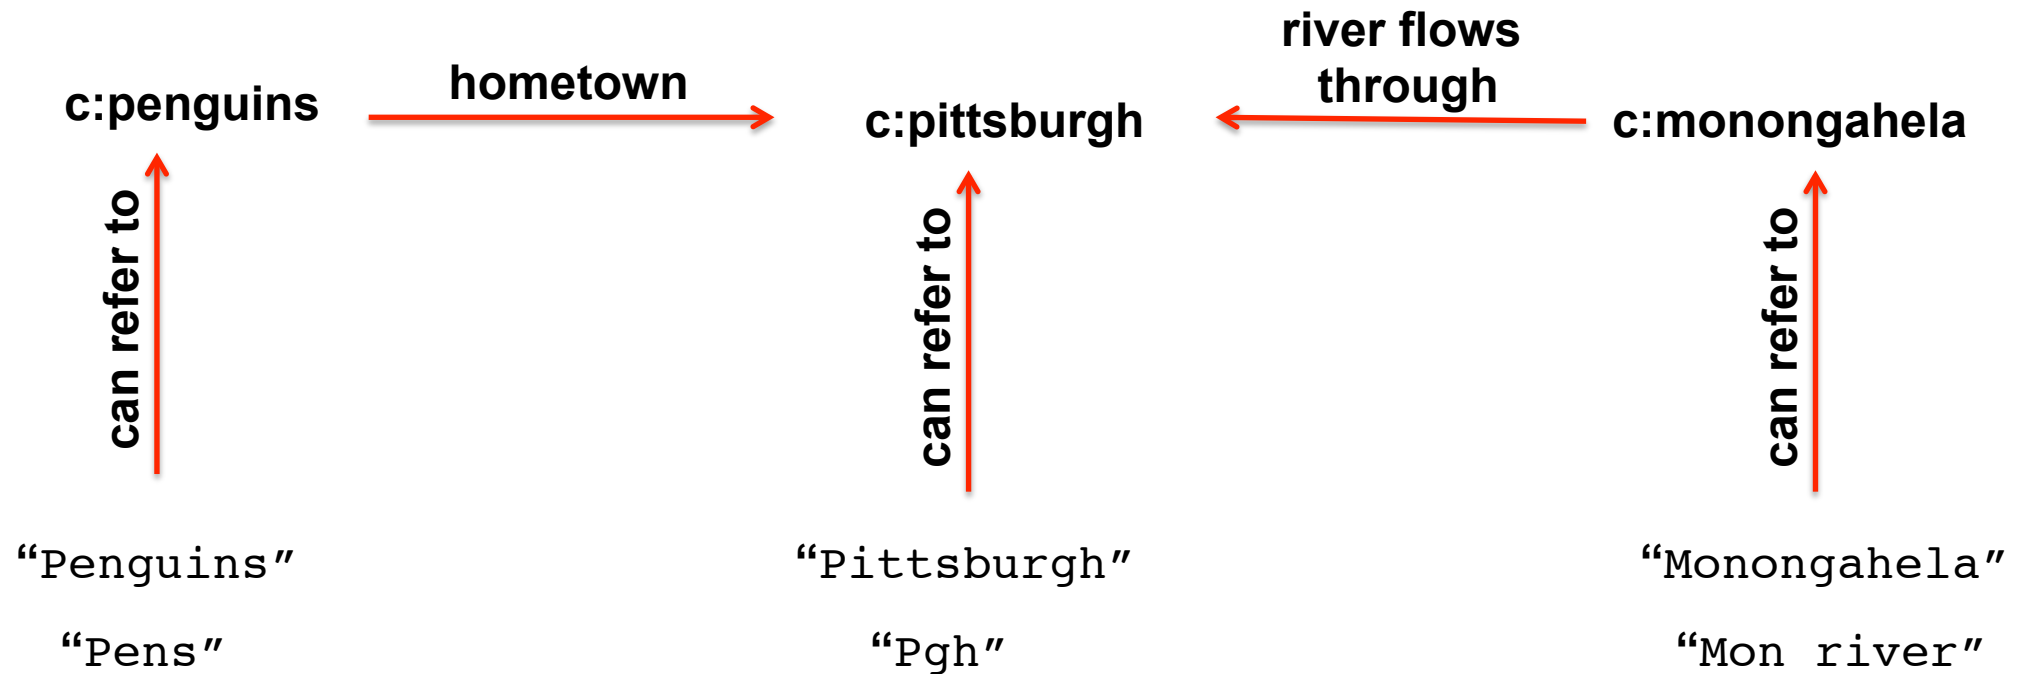 river flows
through
hometown
c:penguins
c:pittsburgh
c:monongahela
can refer to
can refer to
can refer to
“Penguins”
“Pittsburgh”
“Monongahela”
“Pens”
“Pgh”
“Mon river”